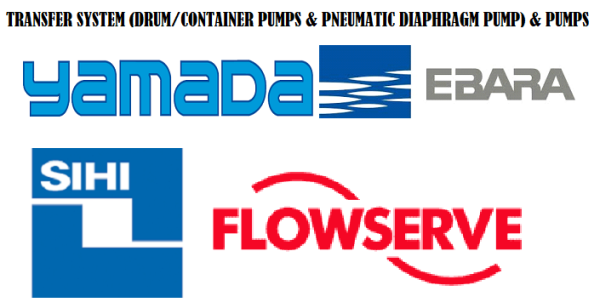 TRANSFER SYSTEM (DRUM/CONTAINER PUMPS & PNEUMATIC DIAPHRAGM PUMP) & PUMPS
yamada EBARA
SIHI
FLOWSERVE